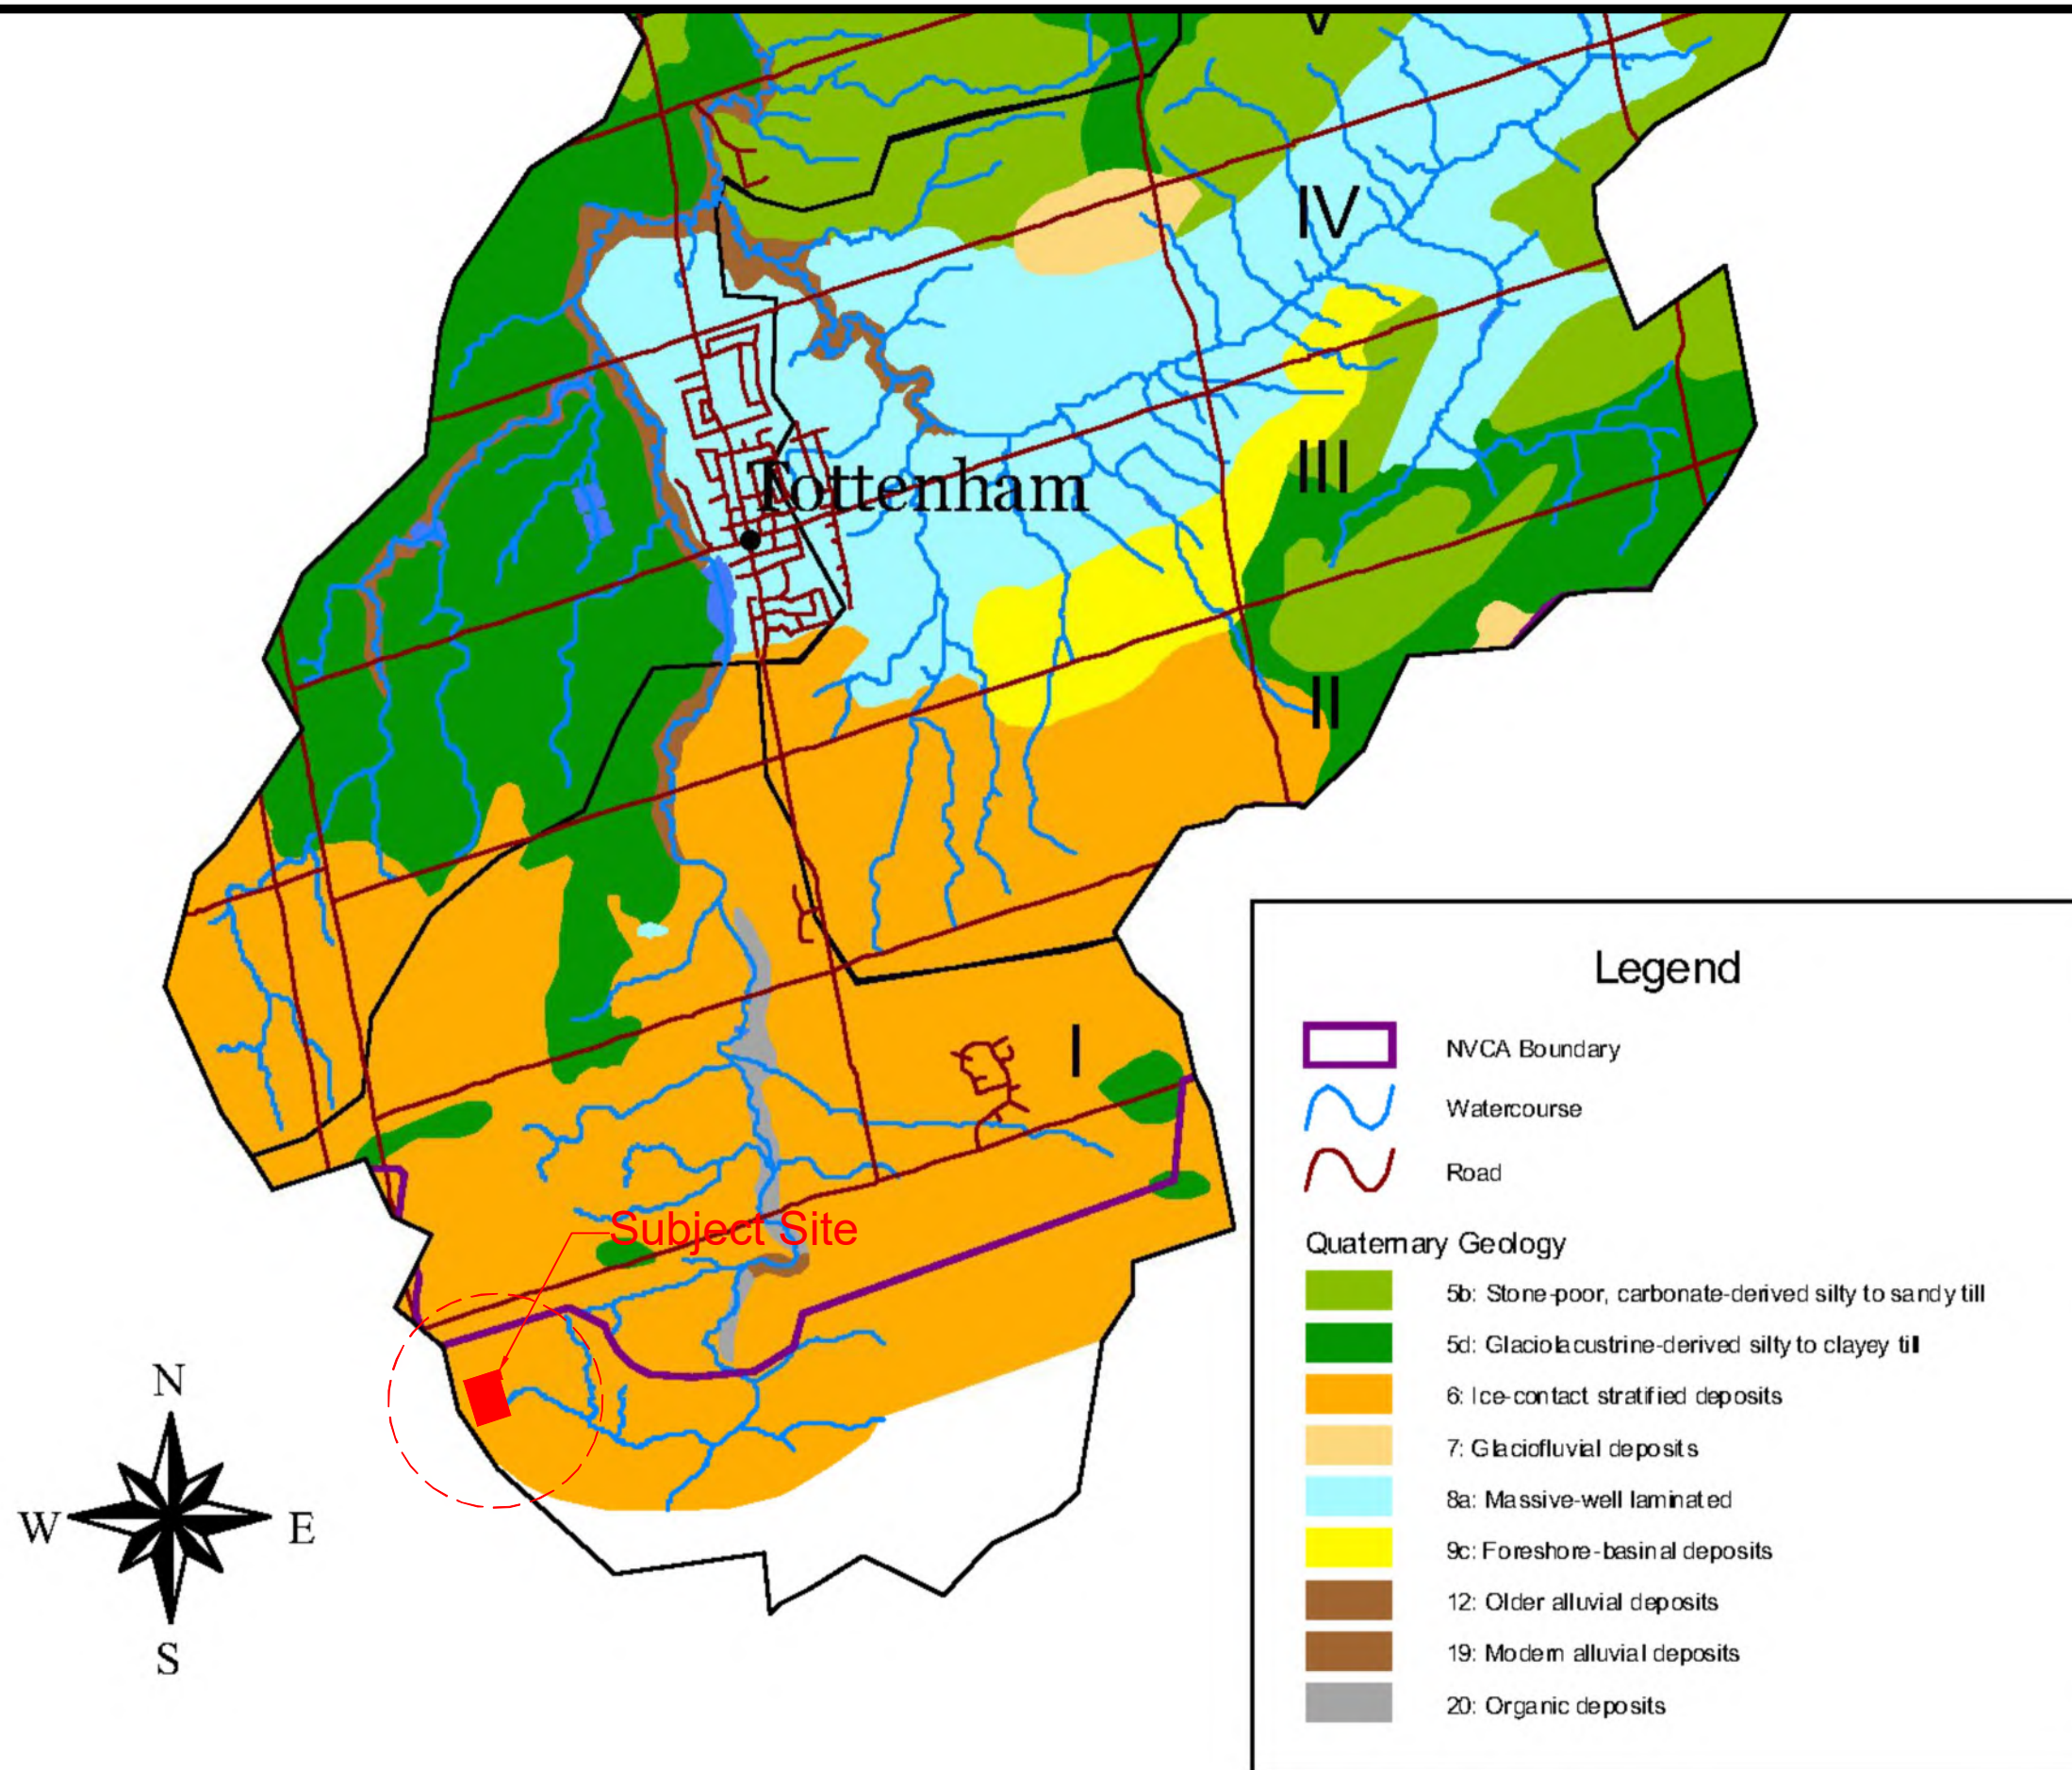 V
IV
Tottenham
III
II
I
Subject Site
N
W
E
S
Legend
NVCA Boundary
Watercourse
Road
Quaternary Geology
5b: Stone-poor, carbonate-derived silty to sandy till
5d: Glaciolacustrine-derived silty to clayey till
6: Ice-contact stratified deposits
7: Glaciofluvial deposits
8a: Massive-well laminated
9c: Foreshore-basinal deposits
12: Older alluvial deposits
19: Modern alluvial deposits
20: Organic deposits